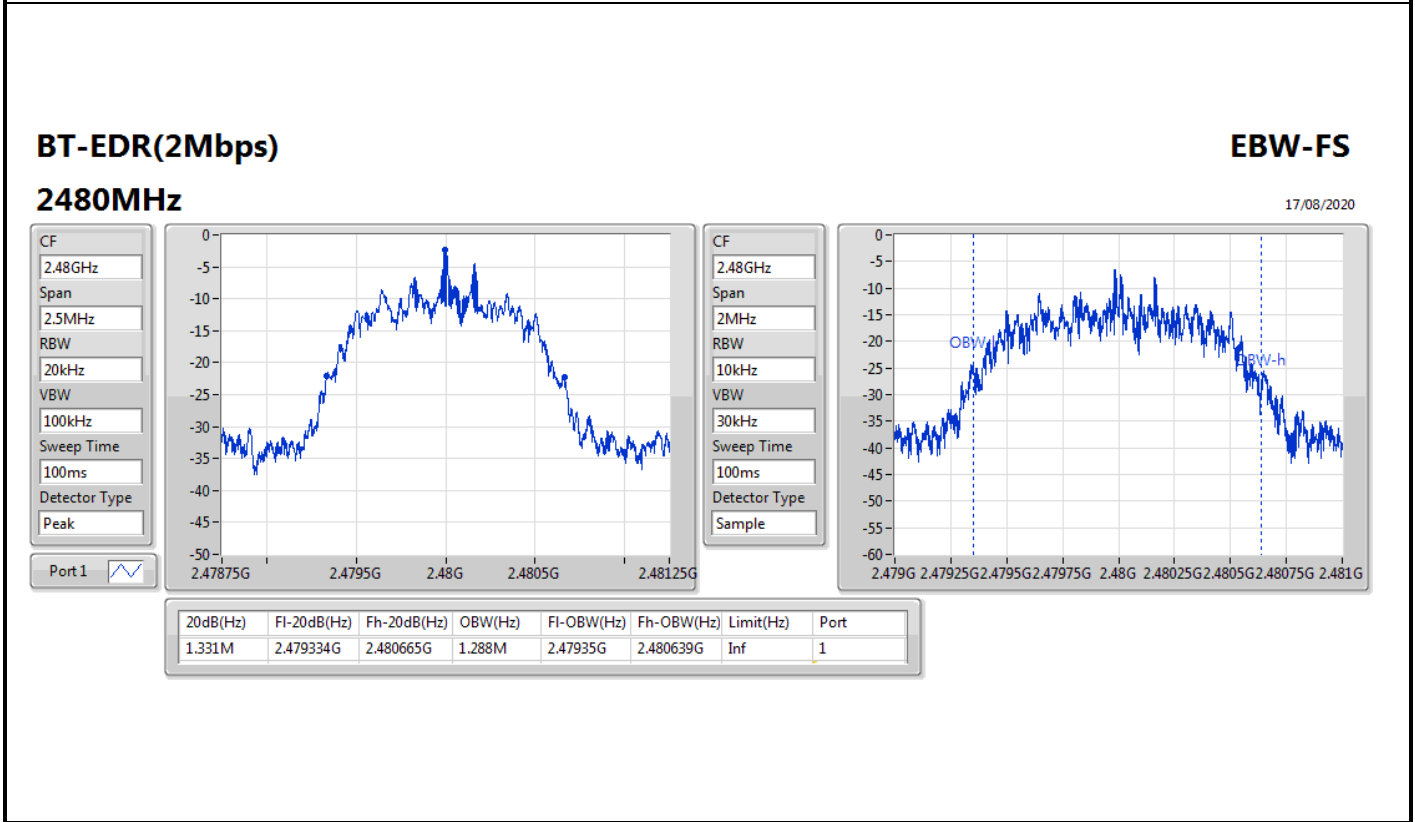 BT-EDR(2Mbps)
EBW-FS
2480MHz
17/08/2020
CF
2.48GHz
Span
2.5MHz
RBW
20kHz
VBW
100kHz
Sweep Time
100ms
Detector Type
Peak
Port 1
0
-5
-10
-15
-20
-25
-30
-35
-40
-45
-50
2.47875G 2.4795G 2.48G 2.4805G 2.48125G
CF
2.48GHz
Span
2MHz
RBW
10kHz
VBW
30kHz
Sweep Time
100ms
Detector Type
Sample
0
-5
-10
-15
-20
-25
-30
-35
-40
-45
-50
-55
-60
OBW-h
2.479G 2.47925G 2.4795G 2.47975G 2.48G 2.48025G 2.4805G 2.48075G 2.481G
20dB(Hz) Fl-20dB(Hz) Fh-20dB(Hz) OBW(Hz) Fl-OBW(Hz) Fh-OBW(Hz) Limit(Hz) Port
1.331M 2.479334G 2.480665G 1.288M 2.47935G 2.480639G Inf 1